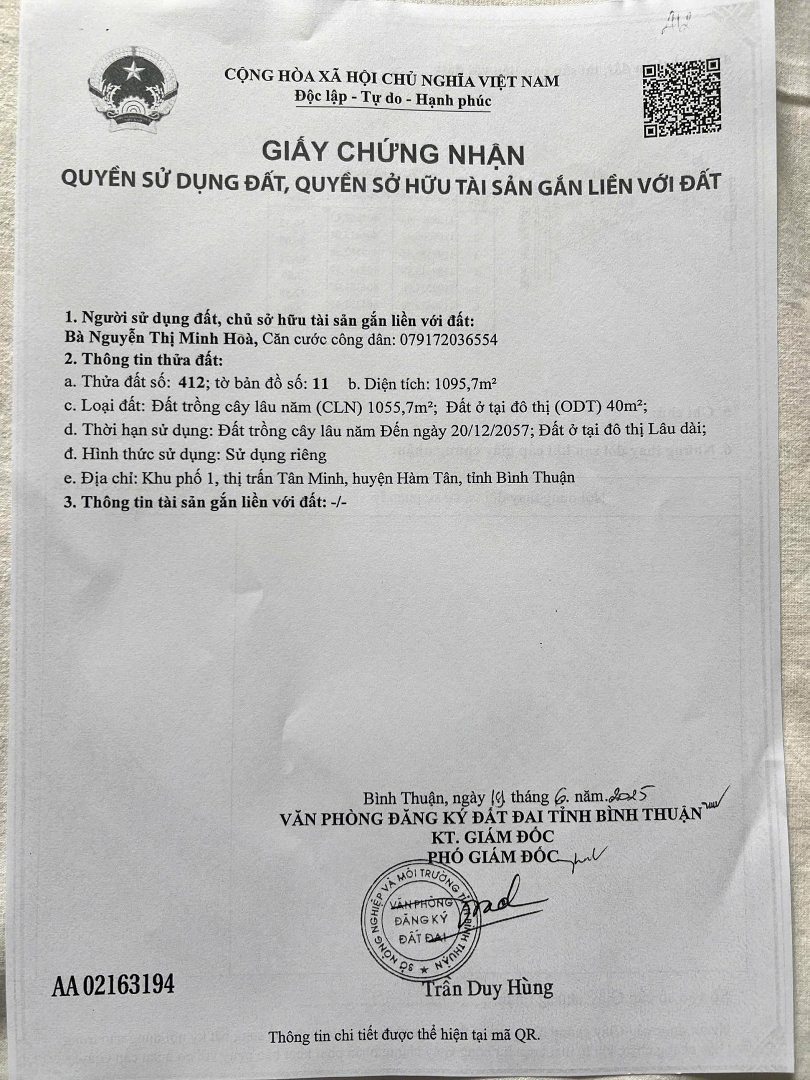 CỘNG HÒA XÃ HỘI CHỦ NGHĨA VIỆT NAM
Độc lập - Tự do - Hạnh phúc
GIẤY CHỨNG NHẬN
QUYỀN SỬ DỤNG ĐẤT, QUYỀN SỞ HỮU TÀI SẢN GẮN LIỀN VỚI ĐẤT
1. Người sử dụng đất, chủ sở hữu tài sản gắn liền với đất:
Bà Nguyễn Thị Minh Hoà, Căn cước công dân: 079172036554
2. Thông tin thửa đất:
a. Thửa đất số: 412; tờ bản đồ số: 11 b. Diện tích: 1095,7m²
c. Loại đất: Đất trồng cây lâu năm (CLN) 1055,7m²; Đất ở tại đô thị (ODT) 40m²;
d. Thời hạn sử dụng: Đất trồng cây lâu năm Đến ngày 20/12/2057; Đất ở tại đô thị Lâu dài;
đ. Hình thức sử dụng: Sử dụng riêng
e. Địa chỉ: Khu phố 1, thị trấn Tân Minh, huyện Hàm Tân, tỉnh Bình Thuận
3. Thông tin tài sản gắn liền với đất: -/-
Bình Thuận, ngày 19 tháng 6. năm.2025
VĂN PHÒNG ĐĂNG KÝ ĐẤT ĐAI TỈNH BÌNH THUẬN
KT. GIÁM ĐỐC
PHÓ GIÁM ĐỐC
SỞ NÔNG NGHIỆP VÀ MÔI TRƯỜNG TỈNH BÌNH THUẬN
VĂN PHÒNG
ĐĂNG KÝ
ĐẤT ĐAI
AA 02163194
Trần Duy Hùng
Thông tin chi tiết được thể hiện tại mã QR.